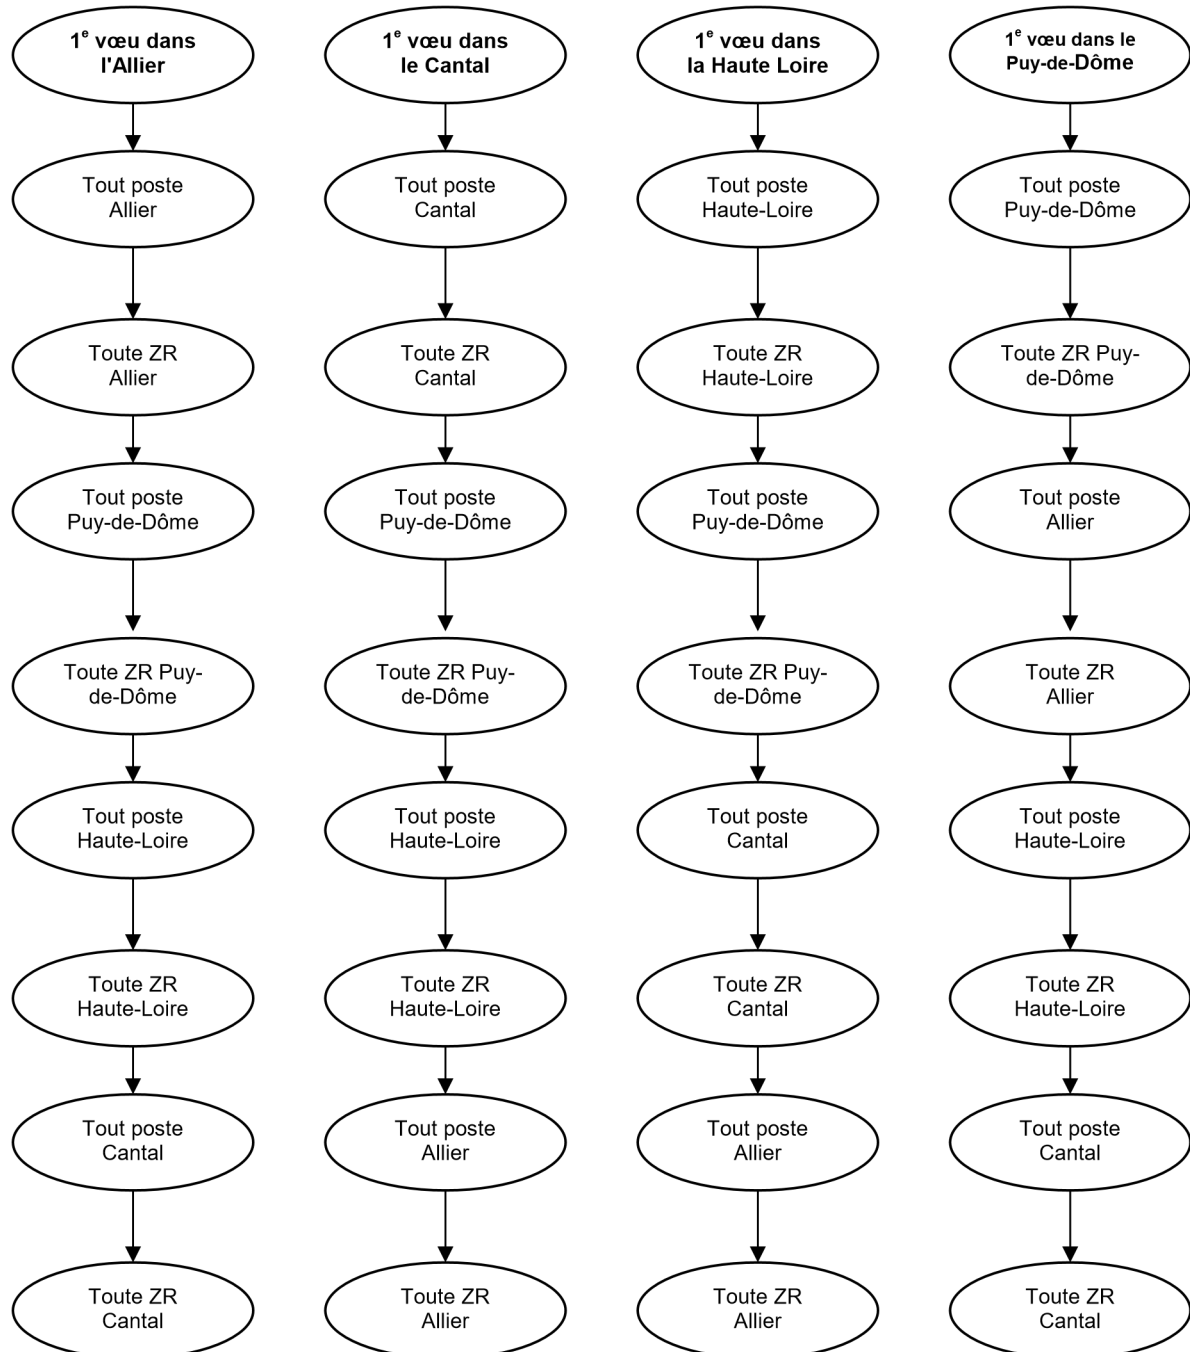 1e vœu dans
l'Allier
1e vœu dans
le Cantal
1e vœu dans
la Haute Loire
1e vœu dans le
Puy-de-Dôme
Tout poste
Allier
Tout poste
Cantal
Tout poste
Haute-Loire
Tout poste
Puy-de-Dôme
Toute ZR
Allier
Toute ZR
Cantal
Toute ZR
Haute-Loire
Toute ZR Puy-
de-Dôme
Tout poste
Puy-de-Dôme
Tout poste
Puy-de-Dôme
Tout poste
Puy-de-Dôme
Tout poste
Allier
Toute ZR Puy-
de-Dôme
Toute ZR Puy-
de-Dôme
Toute ZR Puy-
de-Dôme
Toute ZR
Allier
Tout poste
Haute-Loire
Tout poste
Haute-Loire
Tout poste
Cantal
Tout poste
Haute-Loire
Toute ZR
Haute-Loire
Toute ZR
Haute-Loire
Toute ZR
Cantal
Toute ZR
Haute-Loire
Tout poste
Cantal
Tout poste
Allier
Tout poste
Allier
Tout poste
Cantal
Toute ZR
Cantal
Toute ZR
Allier
Toute ZR
Allier
Toute ZR
Cantal